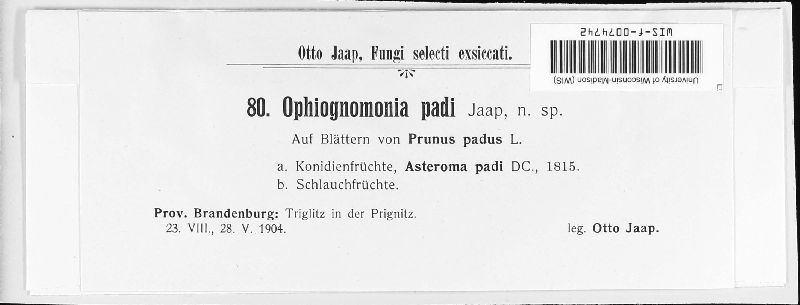 Otto Jaap, Fungi selecti exsiccati.
80. Ophiognomonia padi Jaap, n. sp.
Auf Blättern von Prunus padus L.
a. Konidienfrüchte, Asteroma padi DC., 1815.
b. Schlauchfrüchte.
Prov. Brandenburg: Triglitz in der Prignitz.
23. VIII., 28. V. 1904.
leg. Otto Jaap.
WIS-f-0074742
University of Wisconsin-Madison (WIS)